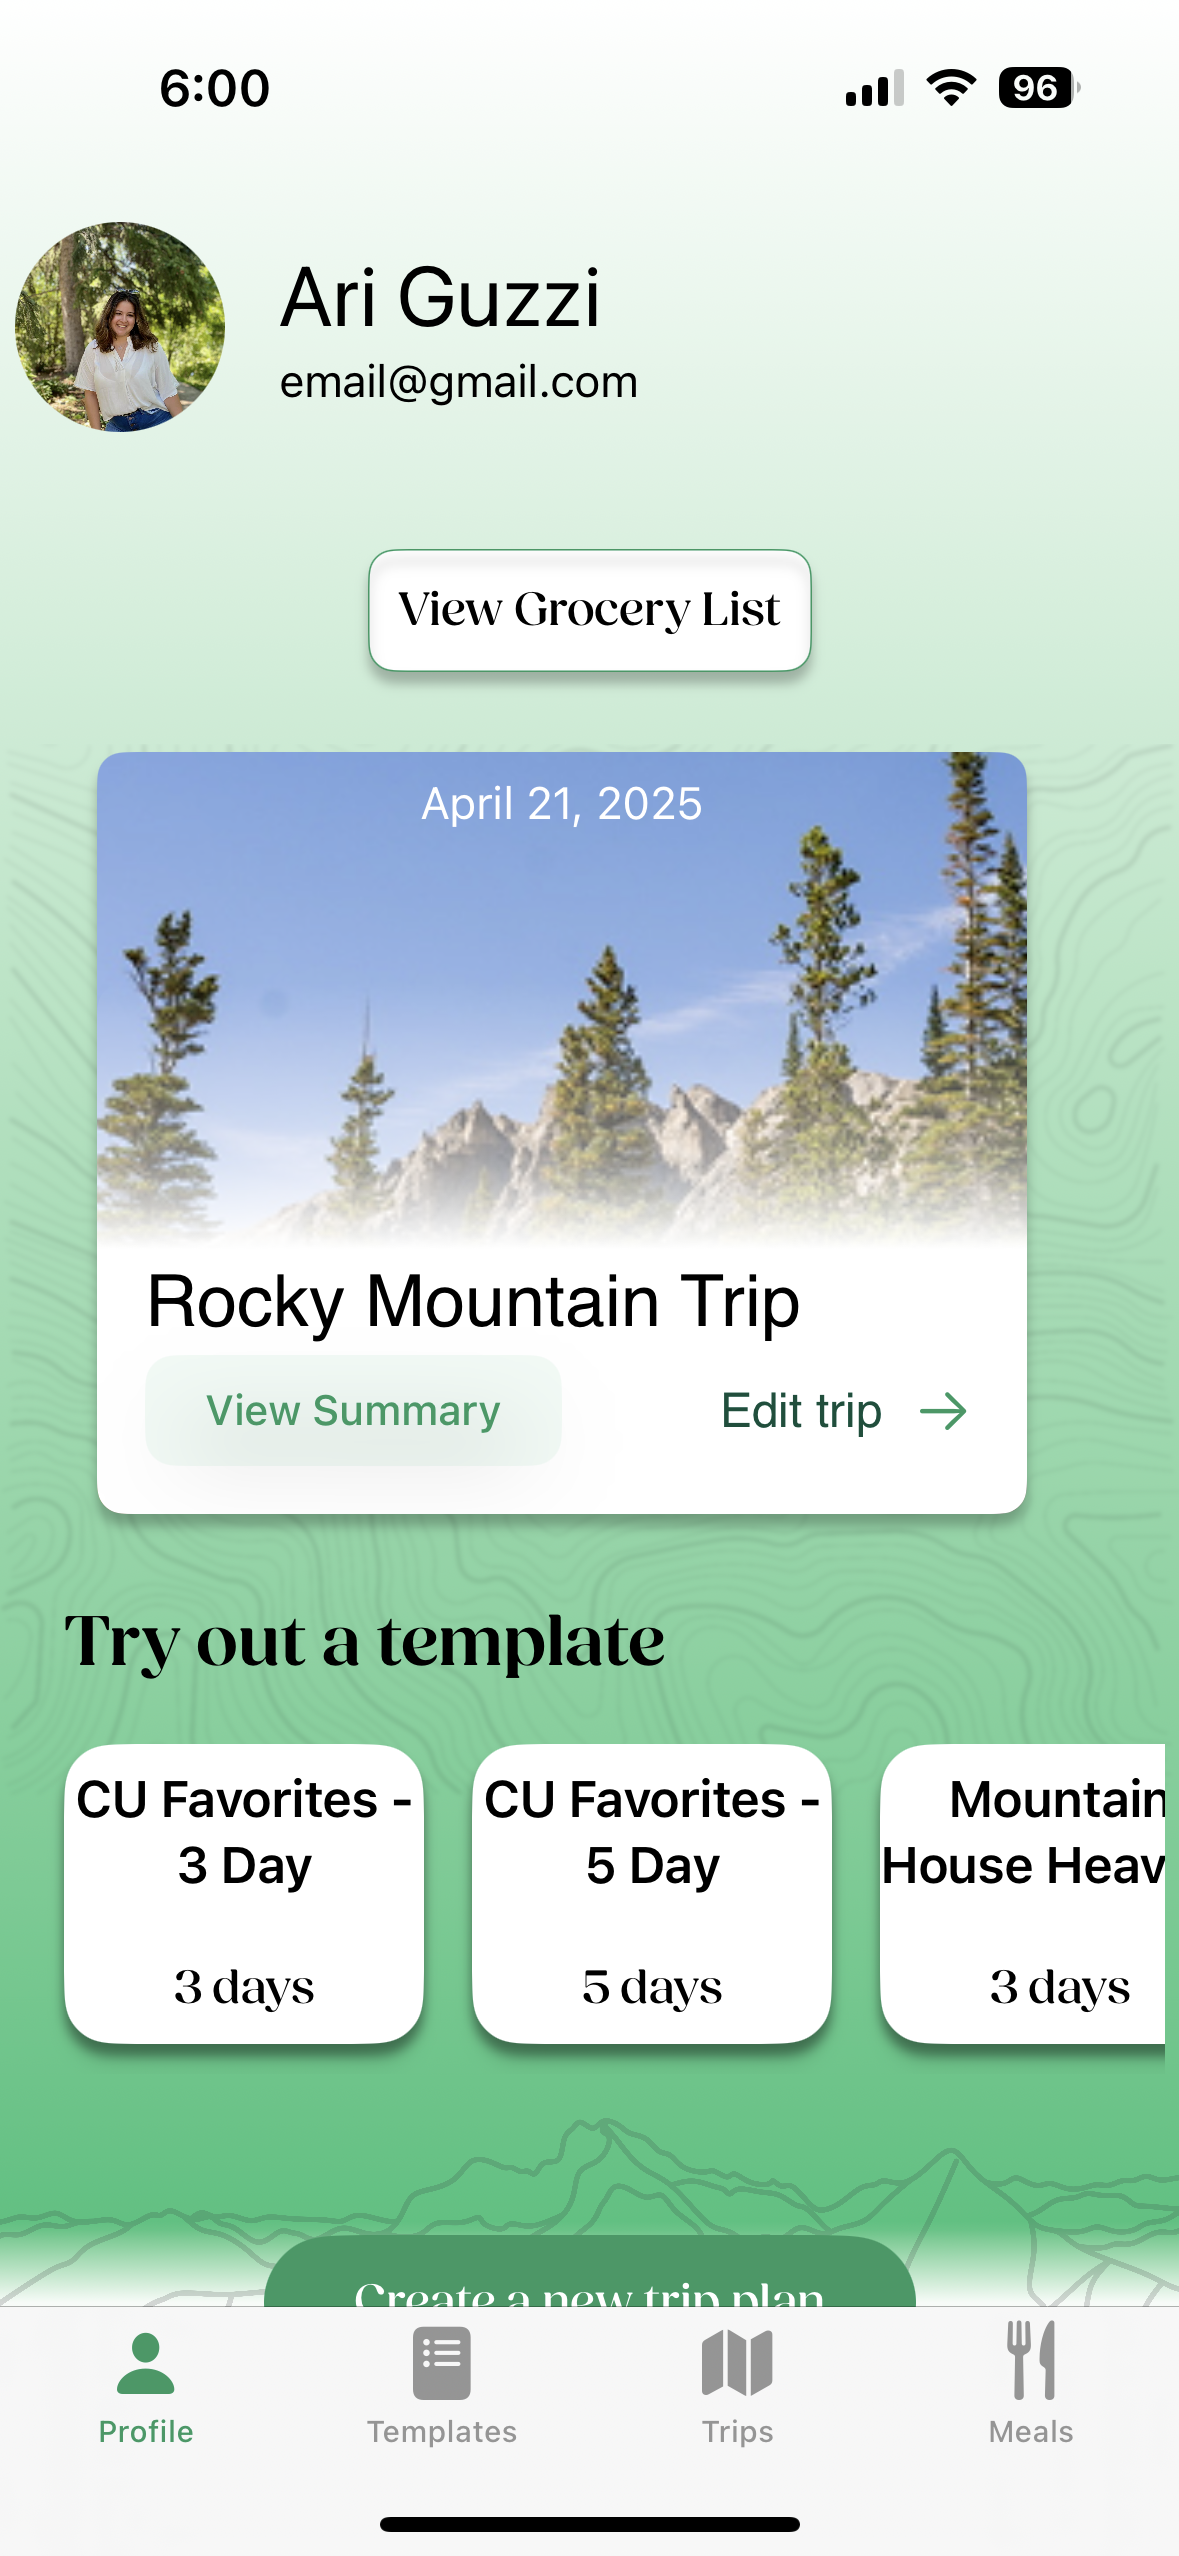 6:00
96
Ari Guzzi
email@gmail.com
View Grocery List
April 21, 2025
Rocky Mountain Trip
View Summary
Edit trip
Try out a template
CU Favorites -
3 Day
3 days
CU Favorites -
5 Day
5 days
Mountain
House Heav
3 days
Create a new trip plan
Profile
Templates
Trips
Meals